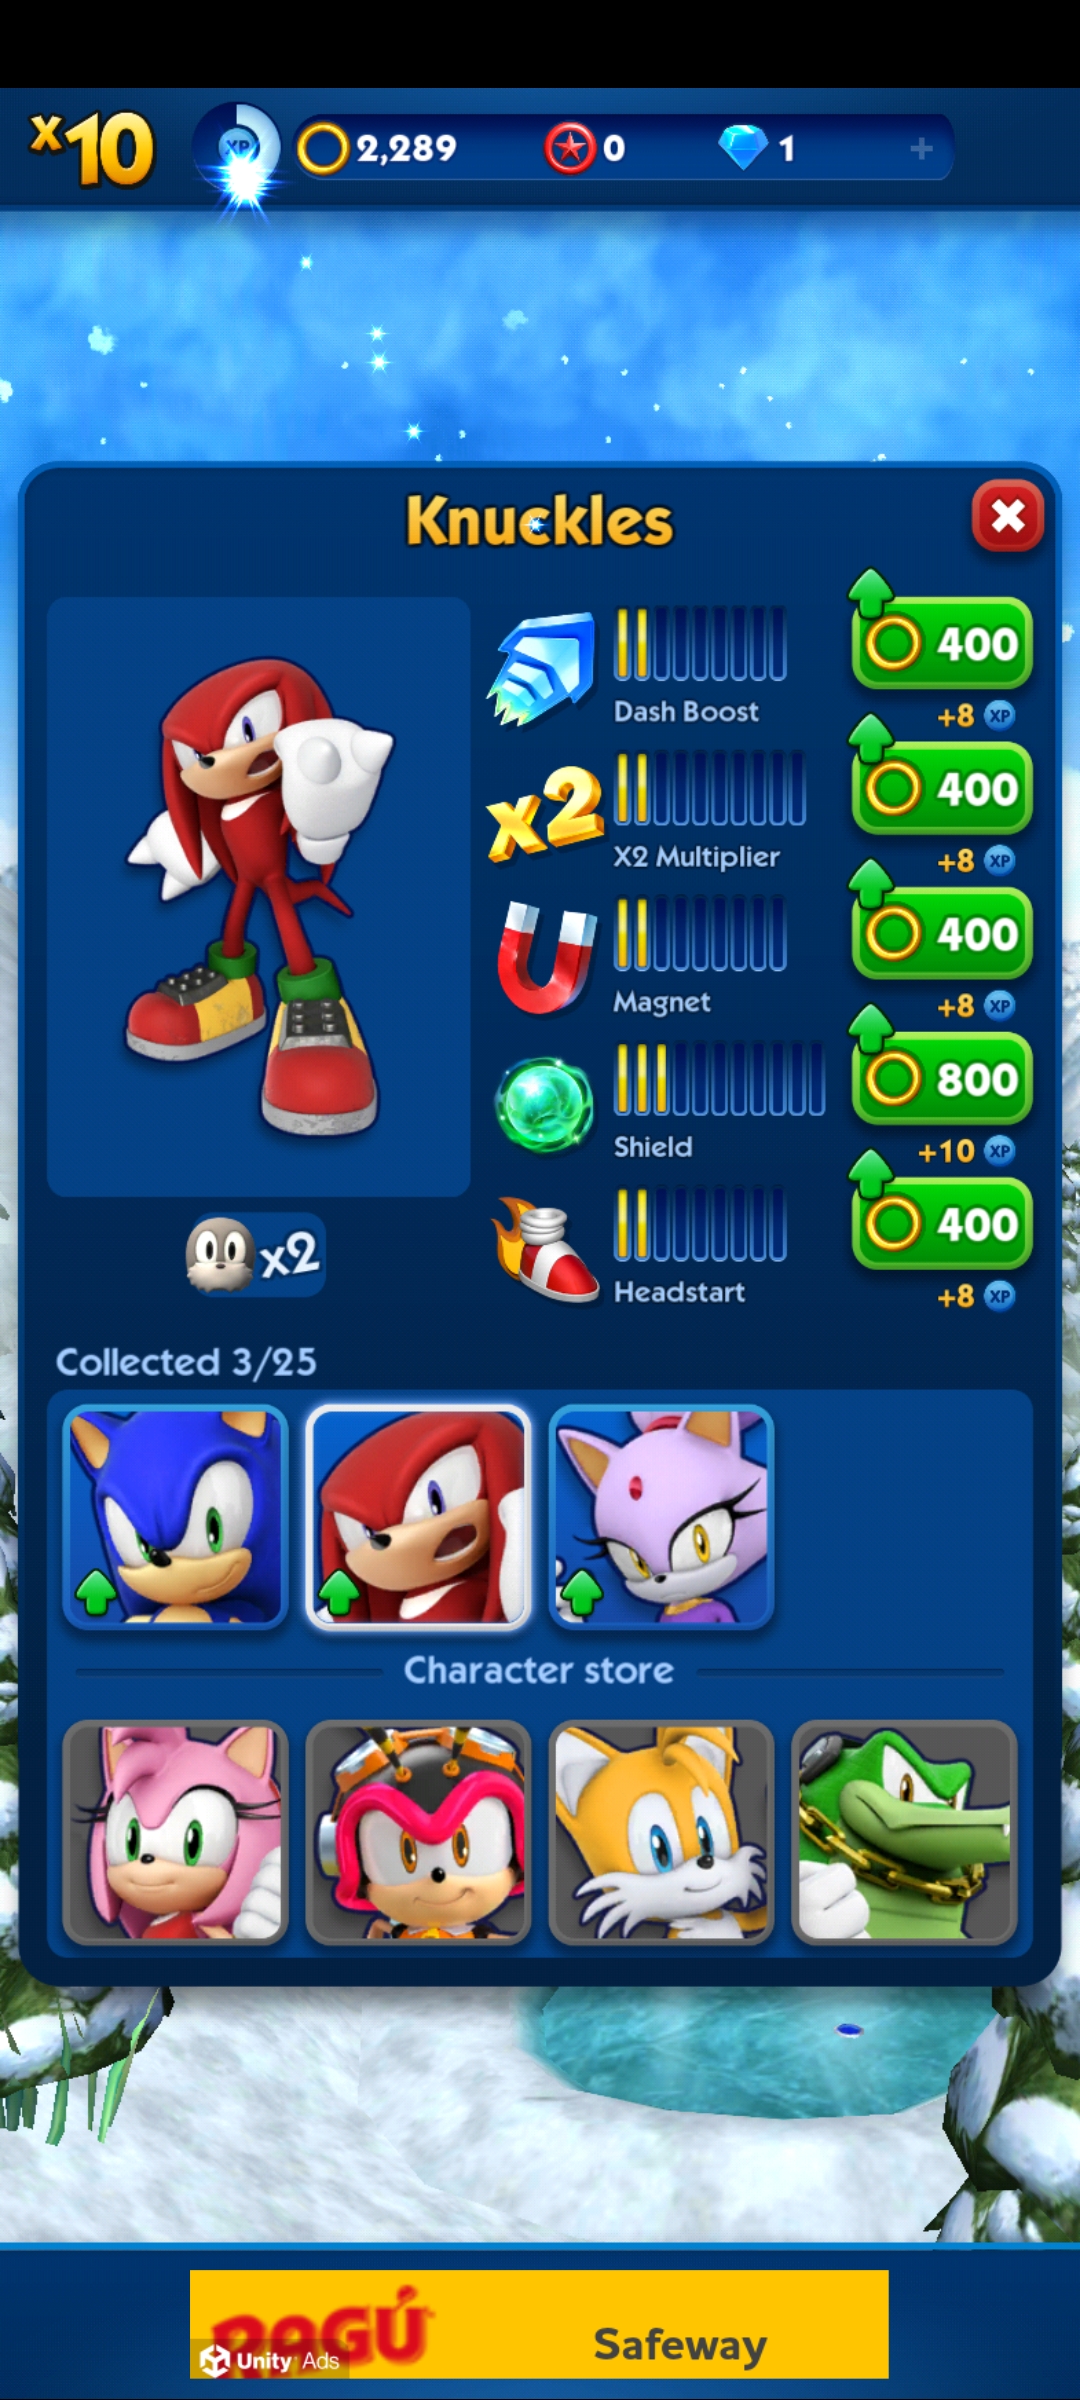 x10
XP
2,289
0
1
Knuckles
400
Dash Boost
+8 XP
x2
400
X2 Multiplier
+8 XP
400
Magnet
+8 XP
800
Shield
+10 XP
x2
400
Headstart
+8 XP
Collected 3/25
Character store
RAGÚ
Safeway
Unity Ads